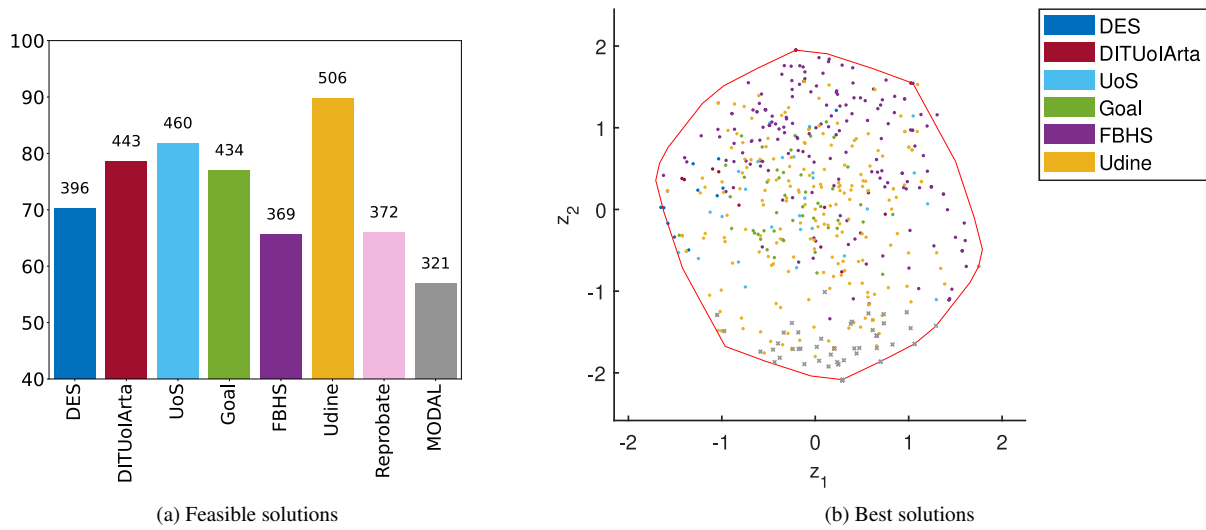 100
90
80
70
60
50
40
396
443
460
434
369
506
372
321
DES
DITUoIArta
UoS
Goal
FBHS
Udine
Reprobate
MODAL
(a) Feasible solutions
2
1
0
-1
-2
z2
-2
-1
0
1
2
z1
DES
DITUoIArta
UoS
Goal
FBHS
Udine
(b) Best solutions